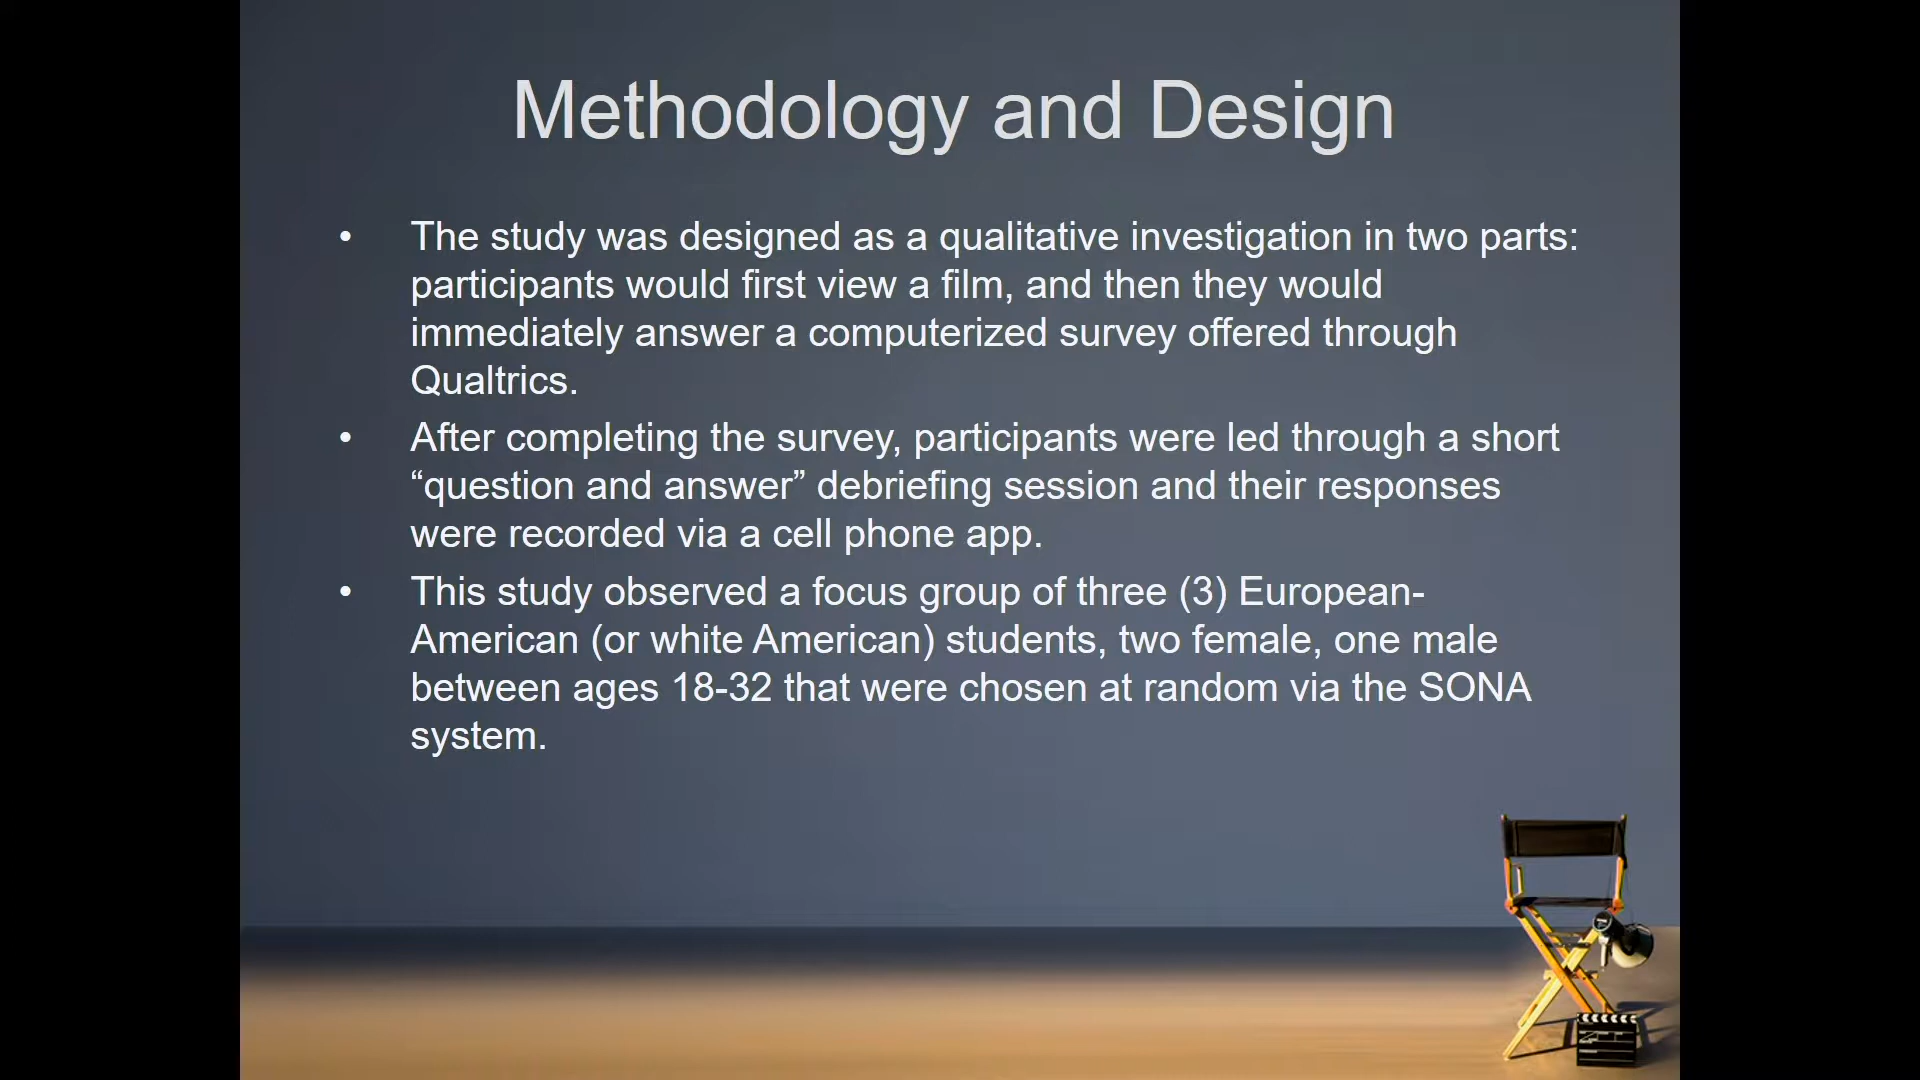 Methodology and Design
• The study was designed as a qualitative investigation in two parts:
participants would first view a film, and then they would
immediately answer a computerized survey offered through
Qualtrics.
• After completing the survey, participants were led through a short
“question and answer” debriefing session and their responses
were recorded via a cell phone app.
• This study observed a focus group of three (3) European-
American (or white American) students, two female, one male
between ages 18-32 that were chosen at random via the SONA
system.